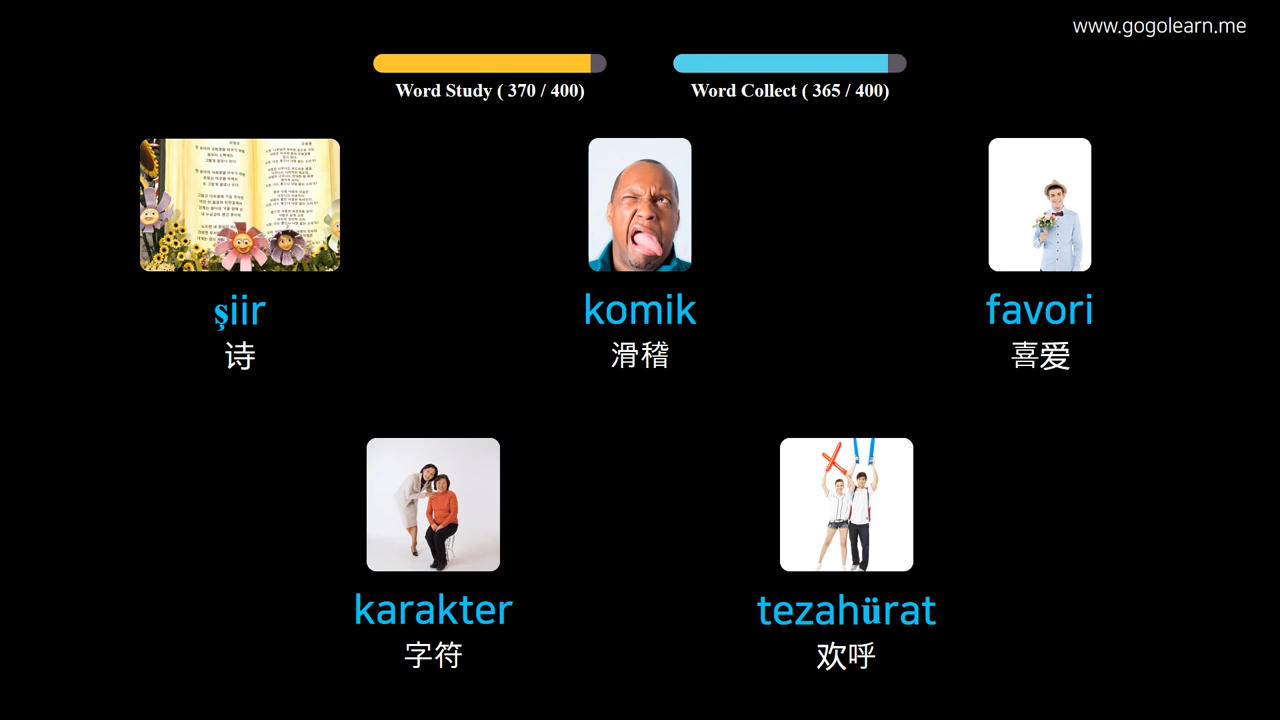 www.gogolearn.me
Word Study ( 370 / 400)
Word Collect ( 365 / 400)
şiir
诗
komik
滑稽
favori
喜爱
karakter
字符
tezahürat
欢呼